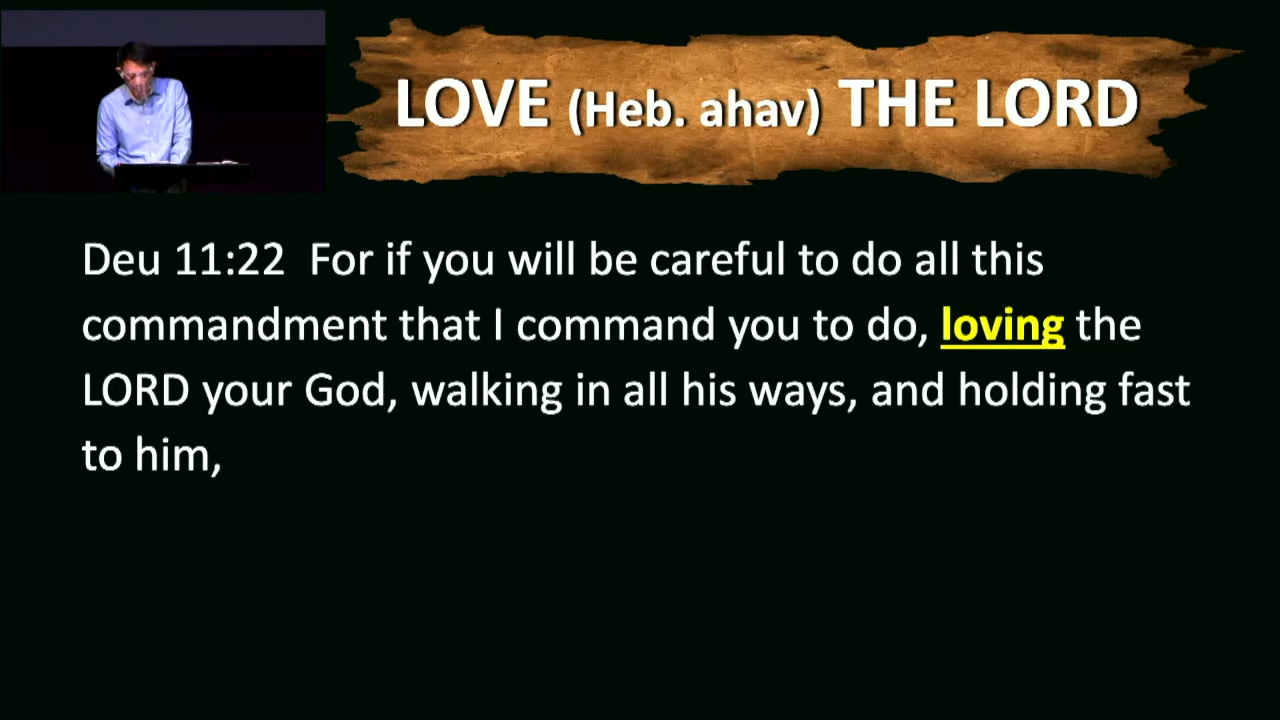 LOVE (Heb. ahav) THE LORD
Deu 11:22  For if you will be careful to do all this
commandment that I command you to do, loving the
LORD your God, walking in all his ways, and holding fast
to him,